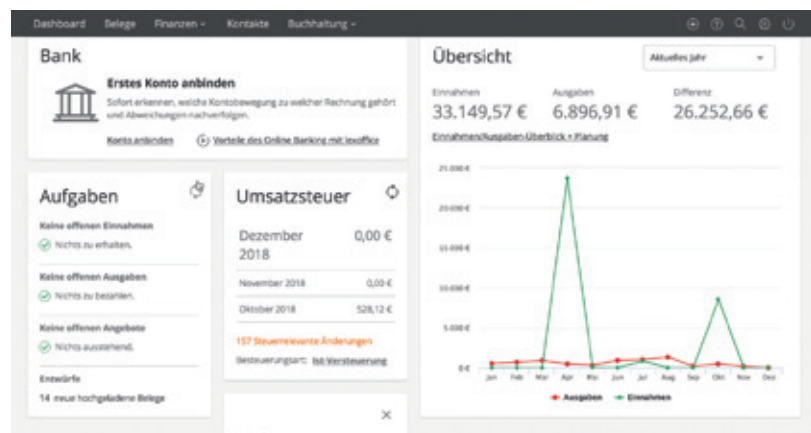 Dashboard Belege Finanzen Kontakte Buchhaltung
Bank
Erstes Konto anbinden
Sofort erkennen, welche Kontobewegung zu welcher Rechnung gehört
und Abweichungen nachverfolgen.
Konto anbinden Vorteile des Online Banking mit lexoffice
Übersicht
Aktuelles Jahr
Einnahmen Ausgaben Differenz
33.149,57 € 6.896,91 € 26.252,66 €
Einnahmen/Ausgaben-Überblick + Planung
25.000 €
20.000 €
15.000 €
10.000 €
5.000 €
0 €
Jan Feb Mar Apr Mai Jun Jul Aug Sep Okt Nov Dez
Ausgaben Einnahmen
Aufgaben
Keine offenen Einnahmen
Nichts zu erhalten.
Keine offenen Ausgaben
Nichts zu bezahlen.
Keine offenen Angebote
Nichts ausstehend.
Entwürfe
14 neue hochgeladene Belege
Umsatzsteuer
Dezember 0,00 €
2018
November 2018 0,00 €
Oktober 2018 528,12 €
157 Steuerrelevante Änderungen
Besteuerungsart: Ist-Versteuerung